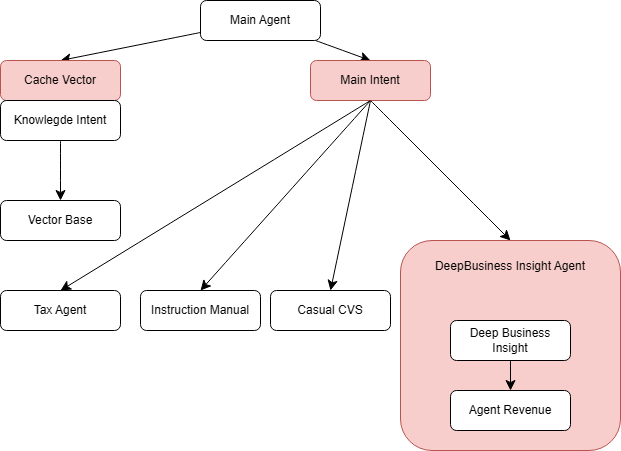 Main Agent
Cache Vector
Main Intent
Knowlegde Intent
Vector Base
DeepBusiness Insight Agent
Tax Agent
Instruction Manual
Casual CVS
Deep Business
Insight
Agent Revenue